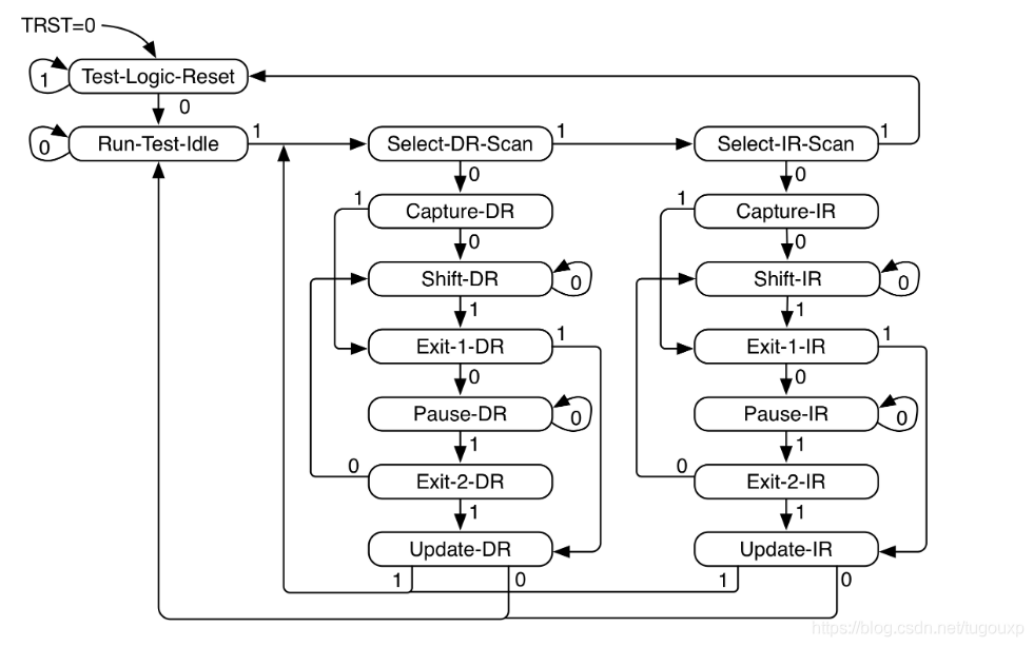 TRST=0
1
Test-Logic-Reset
0
0
Run-Test-Idle
1
Select-DR-Scan
1
Select-IR-Scan
1
0
0
1
Capture-DR
1
Capture-IR
0
0
Shift-DR
0
Shift-IR
0
1
1
Exit-1-DR
1
Exit-1-IR
1
0
0
Pause-DR
0
Pause-IR
0
1
1
0
Exit-2-DR
0
Exit-2-IR
1
1
Update-DR
Update-IR
1
0
1
0
https://blog.csdn.net/tugouxp